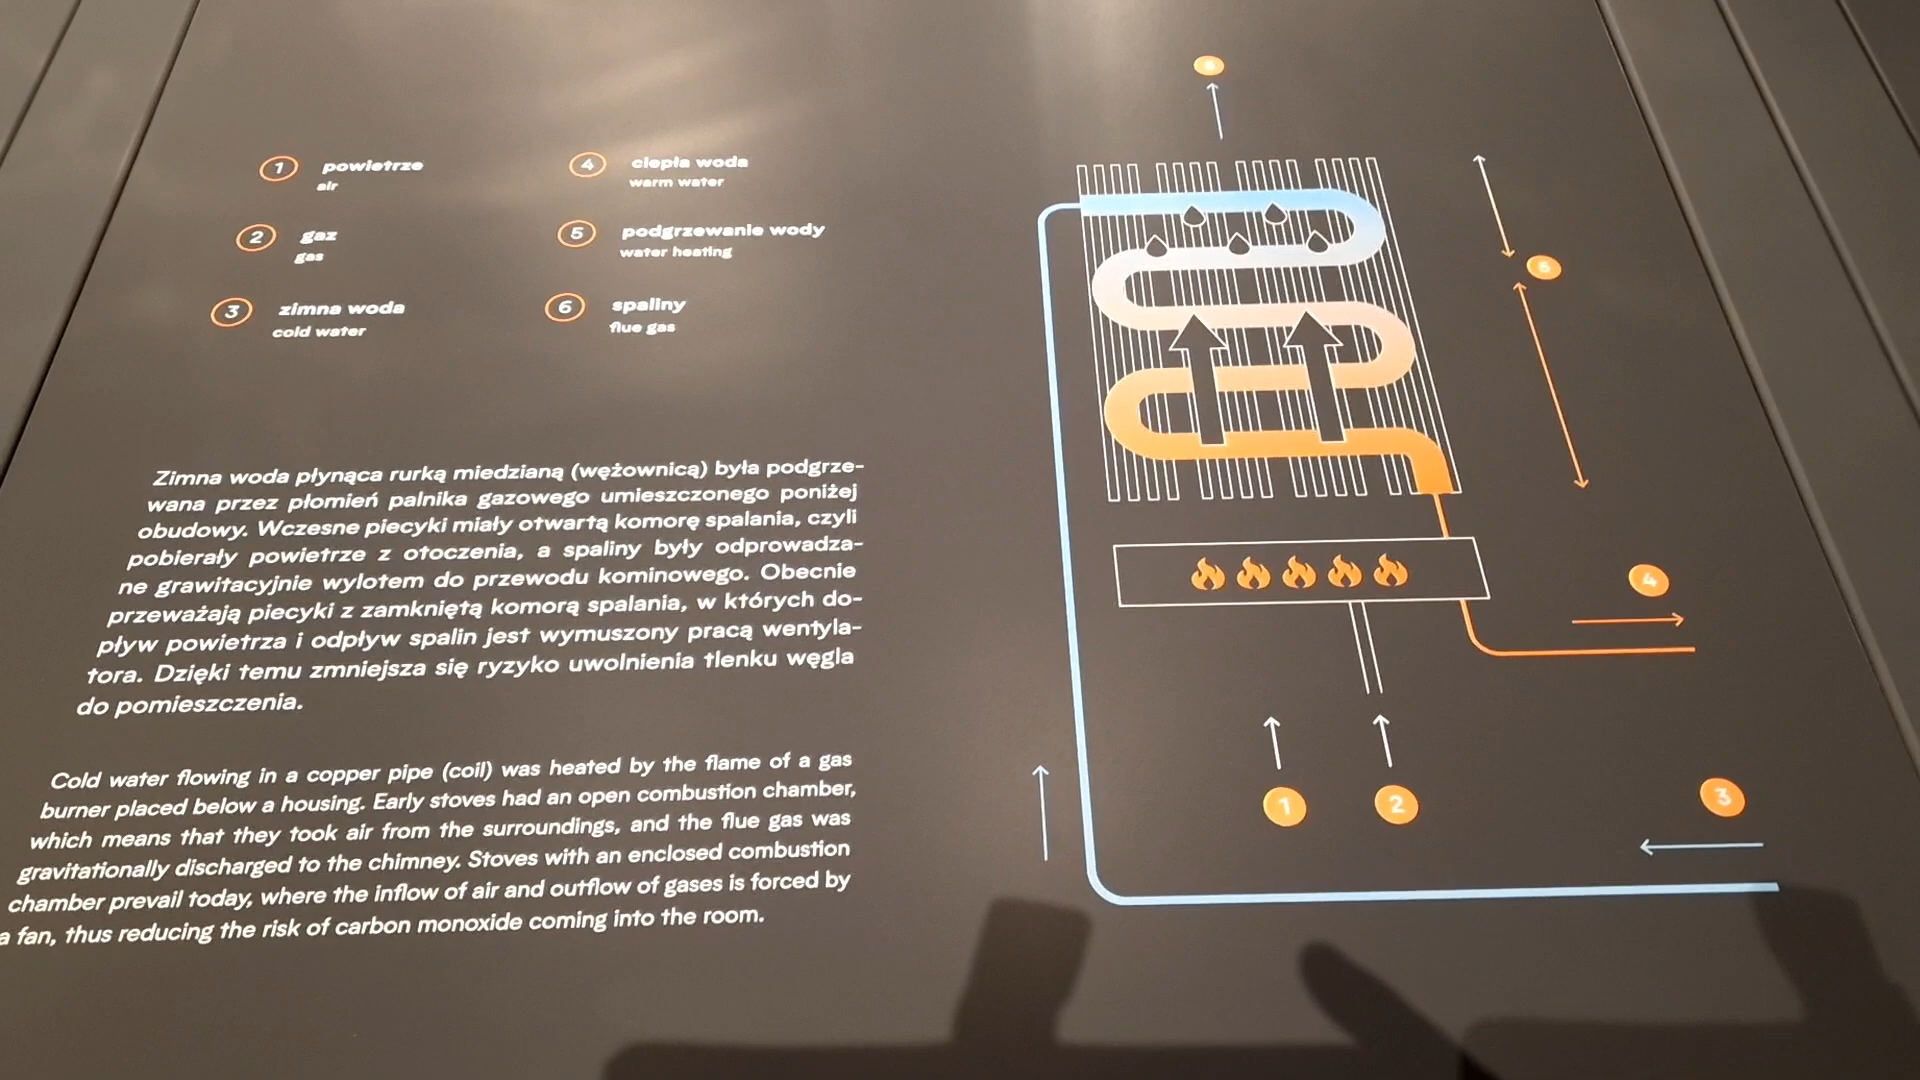 1 powietrze
air
2 gaz
gas
3 zimna woda
cold water
4 ciepła woda
warm water
5 podgrzewanie wody
water heating
6 spaliny
flue gas
Zimna woda płynąca rurką miedzianą (wężownicą) była podgrze-
wana przez płomień palnika gazowego umieszczonego poniżej
obudowy. Wczesne piecyki miały otwartą komorę spalania, czyli
pobierały powietrze z otoczenia, a spaliny były odprowadza-
ne grawitacyjnie wylotem do przewodu kominowego. Obecnie
przeważają piecyki z zamkniętą komorą spalania, w których do-
pływ powietrza i odpływ spalin jest wymuszony pracą wentyla-
tora. Dzięki temu zmniejsza się ryzyko uwolnienia tlenku węgla
do pomieszczenia.
Cold water flowing in a copper pipe (coil) was heated by the flame of a gas
burner placed below a housing. Early stoves had an open combustion chamber,
which means that they took air from the surroundings, and the flue gas was
gravitationally discharged to the chimney. Stoves with an enclosed combustion
chamber prevail today, where the inflow of air and outflow of gases is forced by
a fan, thus reducing the risk of carbon monoxide coming into the room.
6
5
4
1
2
3